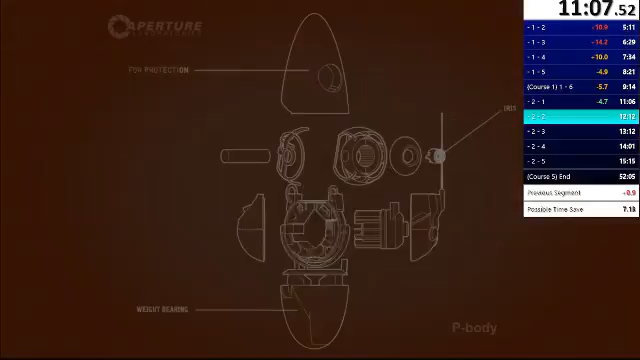 11:07.52
APERTURE
LABORATORIES
FOR PROTECTION
IRIS
WEIGHT BEARING
P-body
- 1 - 2 +10.9 5:11
- 1 - 3 +14.2 6:29
- 1 - 4 +10.0 7:34
- 1 - 5 -4.9 8:21
(Course 1) 1 - 6 -5.7 9:14
- 2 - 1 -4.7 11:06
- 2 - 2 12:12
- 2 - 3 13:12
- 2 - 4 14:01
- 2 - 5 15:15
(Course 5) End 52:05
Previous Segment +0.9
Possible Time Save 7.13